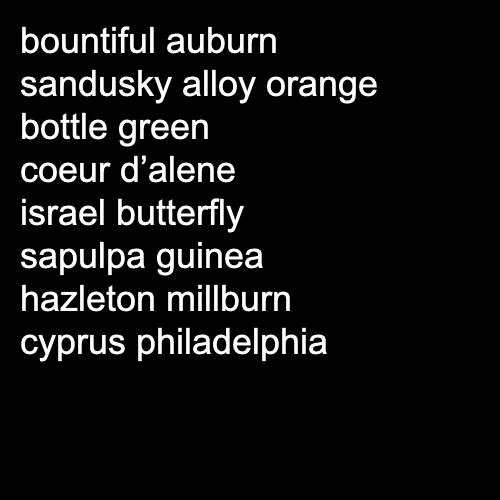 bountiful auburn
sandusky alloy orange
bottle green
coeur d’alene
israel butterfly
sapulpa guinea
hazleton millburn
cyprus philadelphia